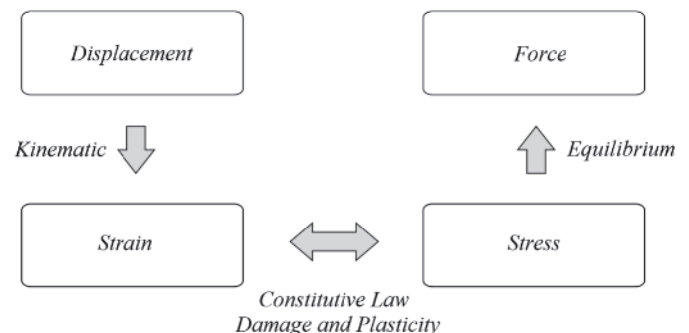 Displacement
Force
Kinematic
Equilibrium
Strain
Stress
Constitutive Law
Damage and Plasticity